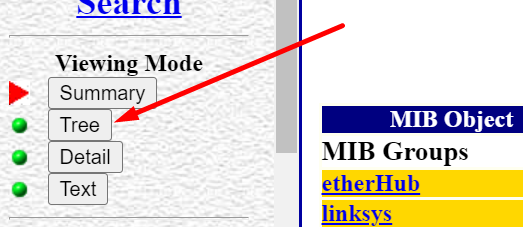 Search
Viewing Mode
Summary
Tree
Detail
Text
MIB Object
MIB Groups
etherHub
linksys